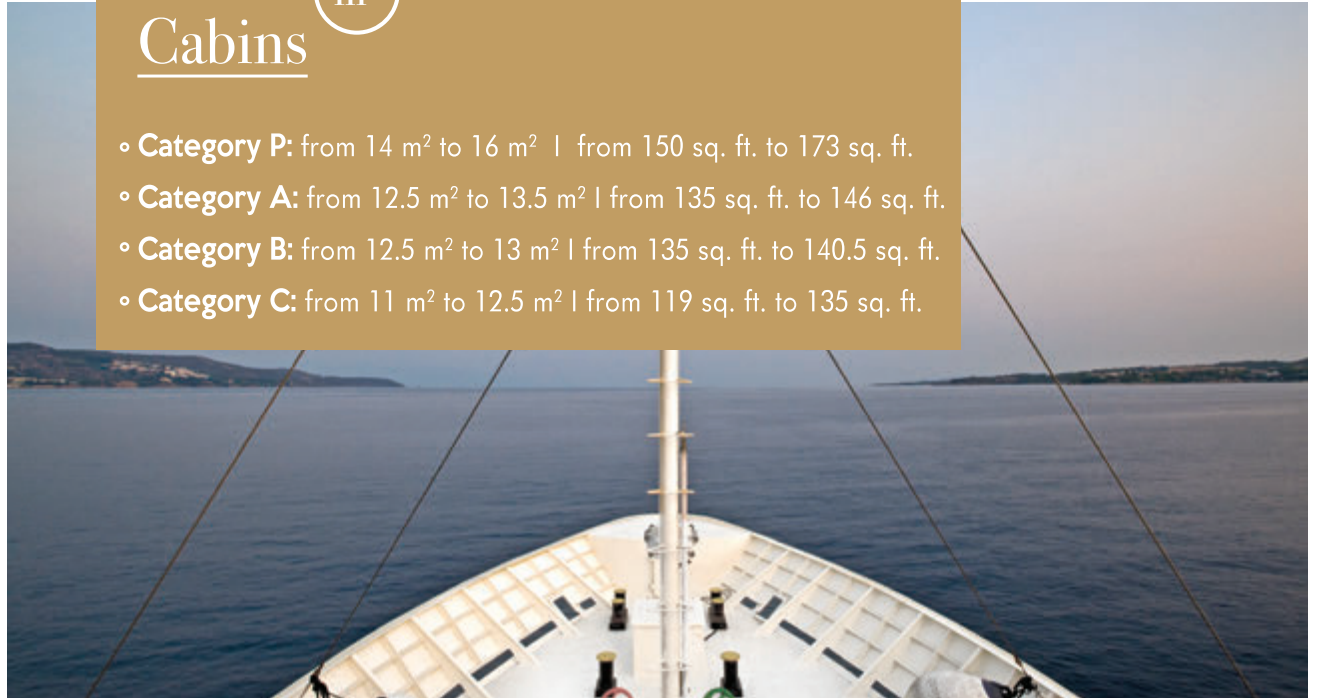 Cabins
Category P: from 14 m² to 16 m² | from 150 sq. ft. to 173 sq. ft.
Category A: from 12.5 m² to 13.5 m² | from 135 sq. ft. to 146 sq. ft.
Category B: from 12.5 m² to 13 m² | from 135 sq. ft. to 140.5 sq. ft.
Category C: from 11 m² to 12.5 m² | from 119 sq. ft. to 135 sq. ft.